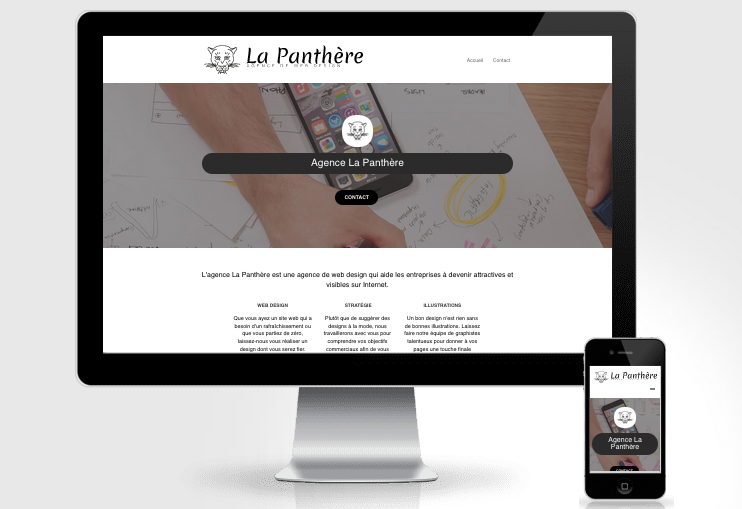 La Panthère
AGENCE DE WEB DESIGN
Accueil Contact
Agence La Panthère
CONTACT
L'agence La Panthère est une agence de web design qui aide les entreprises à devenir attractives et
visibles sur Internet.
WEB DESIGN
Que vous ayez un site web qui a
besoin d'un rafraîchissement ou
que vous partiez de zéro,
laissez-nous vous réaliser un
design dont vous serez fier.
STRATÉGIE
Plutôt que de suggérer des
designs à la mode, nous
travaillerons avec vous pour
comprendre vos objectifs
commerciaux afin de vous
ILLUSTRATIONS
Un bon design n'est rien sans
de bonnes illustrations. Laissez
faire notre équipe de graphistes
talentueux pour donner à vos
pages une touche finale
La Panthère
Agence La
Panthère
CONTACT